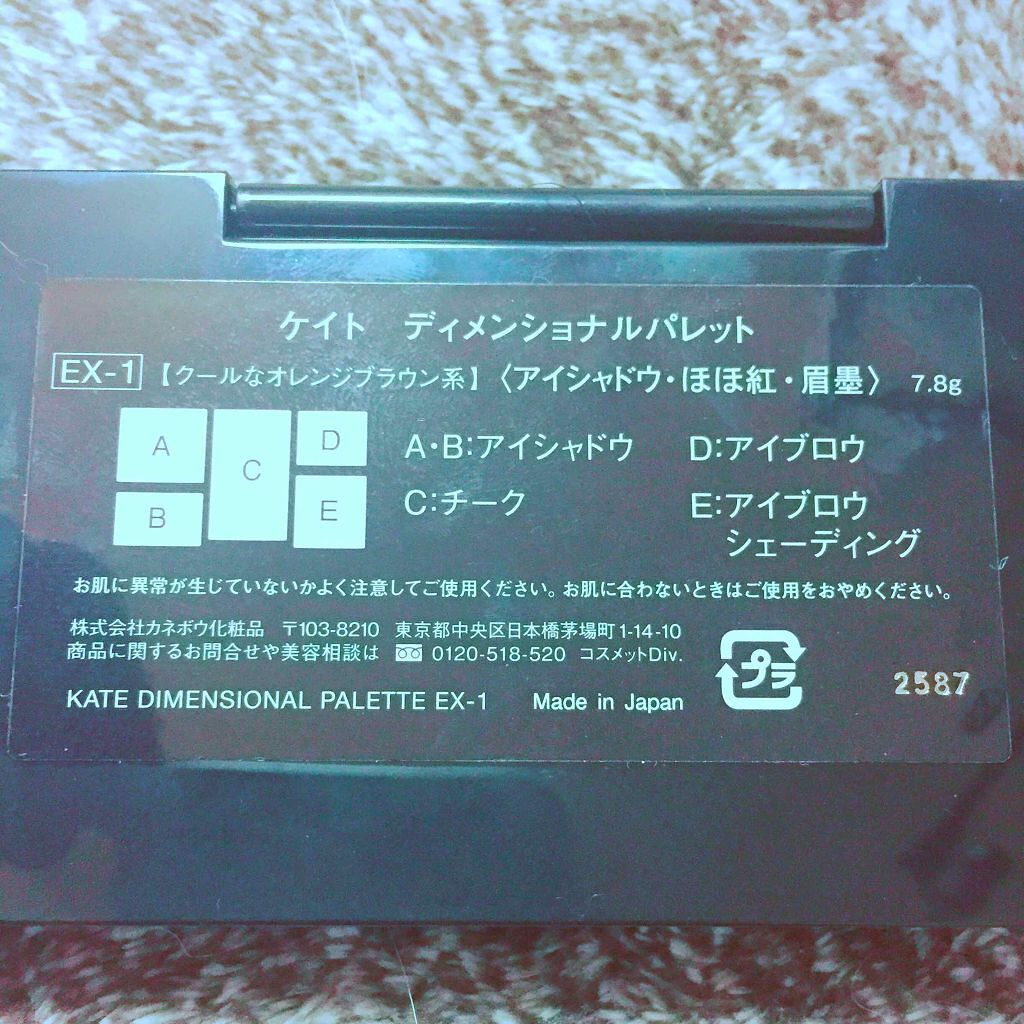 ケイト ディメンショナルパレット
EX-1 【クールなオレンジブラウン系】〈アイシャドウ・ほほ紅・眉墨〉 7.8g
A
B
C
D
E
A・B:アイシャドウ
C:チーク
D:アイブロウ
E:アイブロウ
シェーディング
お肌に異常が生じていないかよく注意してご使用ください。お肌に合わないときはご使用をおやめください。
株式会社カネボウ化粧品 〒103-8210 東京都中央区日本橋茅場町1-14-10
商品に関するお問合せや美容相談は 0120-518-520 コスメットDiv.
KATE DIMENSIONAL PALETTE EX-1 Made in Japan
プラ
2587